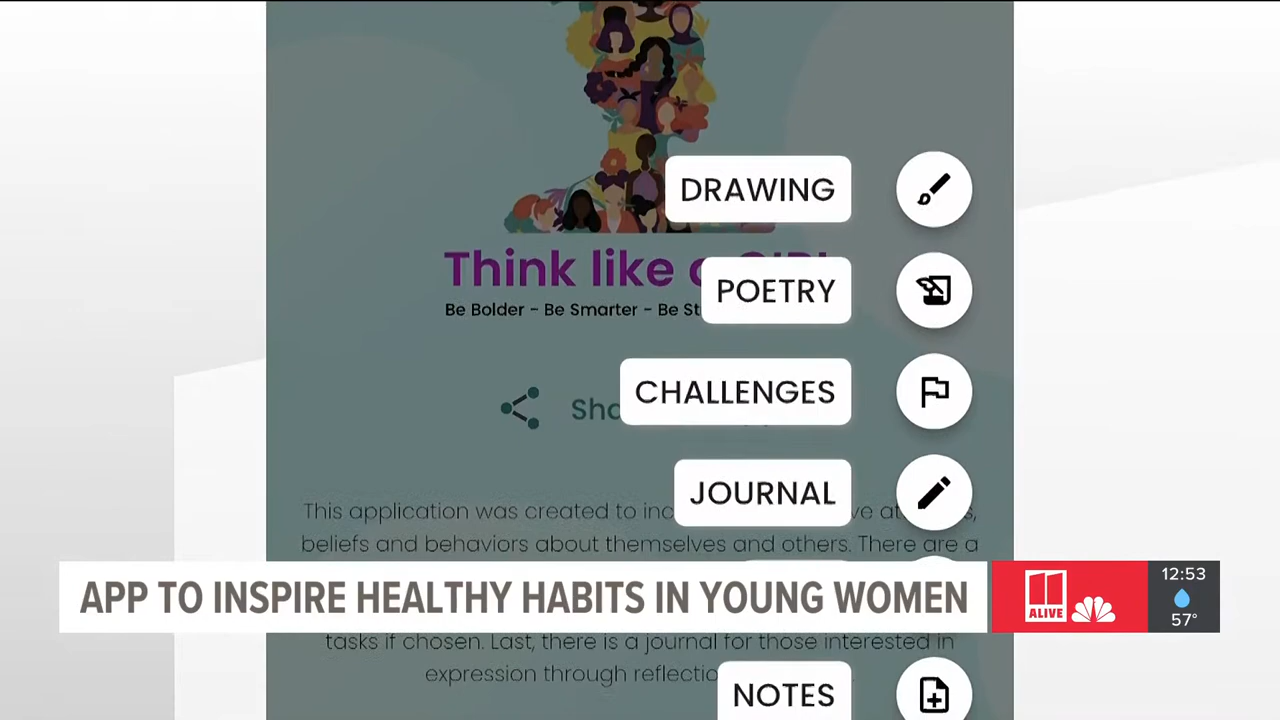 DRAWING
Think like a
POETRY
Be Bolder - Be Smarter - Be St
CHALLENGES
JOURNAL
This application was created to inc
beliefs and behaviors about themselves and others. There are a
APP TO INSPIRE HEALTHY HABITS IN YOUNG WOMEN
11
ALIVE
12:53
57°
tasks if chosen. Last, there is a journal for those interested in
expression through reflectio
NOTES